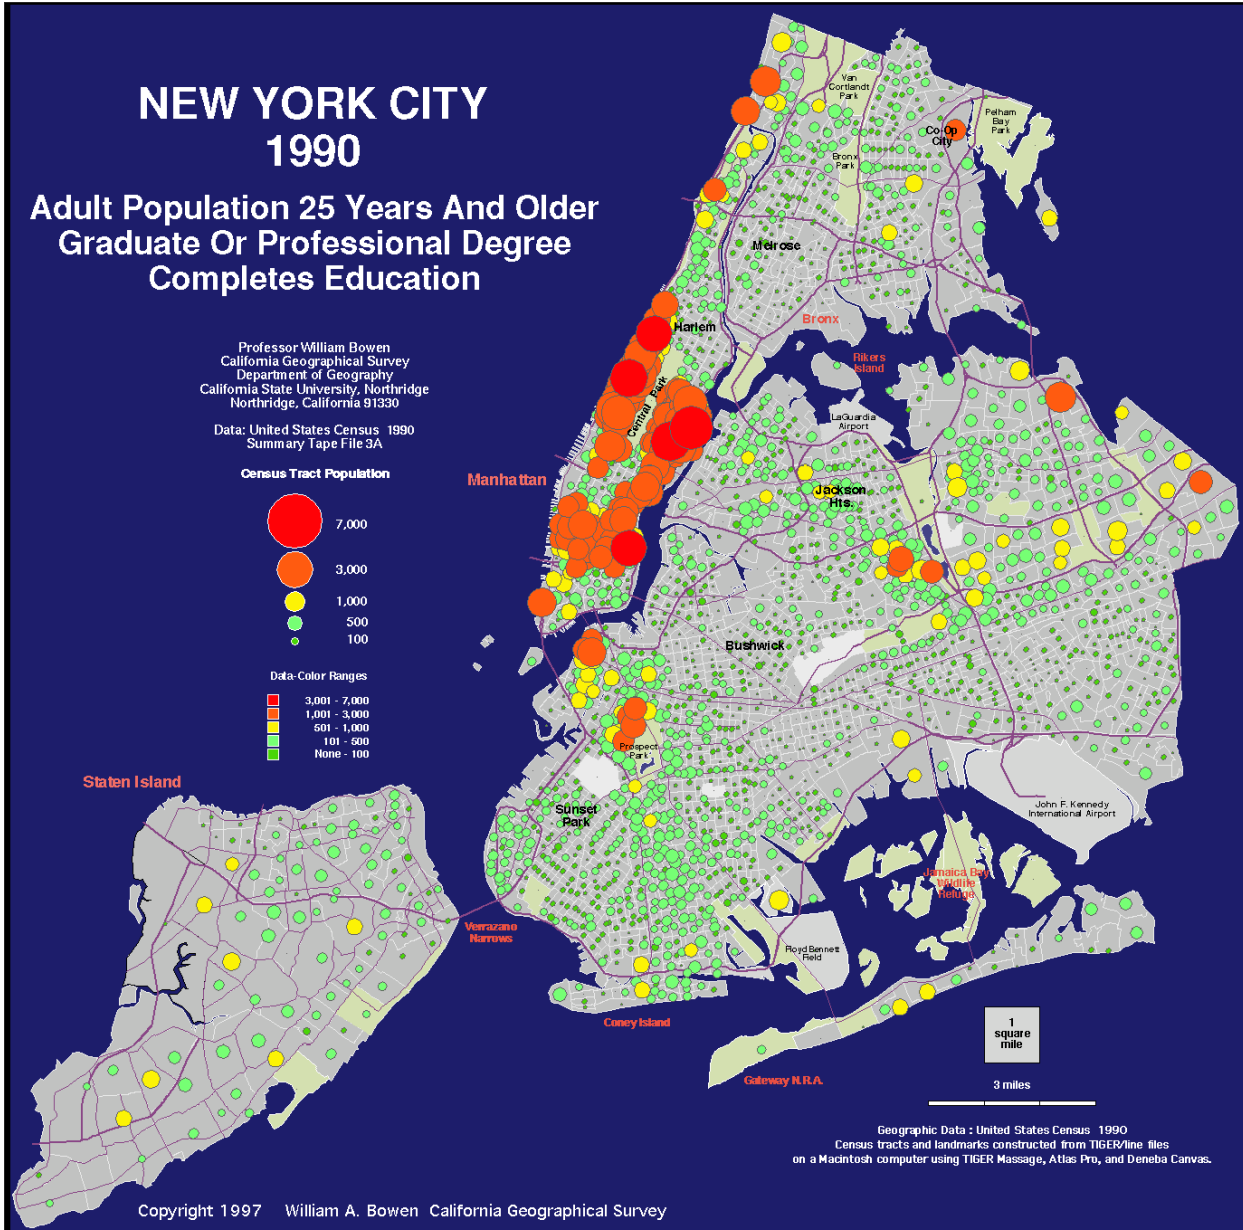 NEW YORK CITY
1990
Adult Population 25 Years And Older
Graduate Or Professional Degree
Completes Education
Professor William Bowen
California Geographical Survey
Department of Geography
California State University, Northridge
Northridge, California 91330
Data: United States Census 1990
Summary Tape File 3A
Census Tract Population
7,000
3,000
1,000
500
100
Data-Color Ranges
3,001 - 7,000
1,001 - 3,000
501 - 1,000
101 - 500
None - 100
Van
Cortlandt
Park
Pelham
Bay
Park
Co-Op
City
Bronx
Park
Melrose
Harlem
Bronx
Rikers
Island
Central Park
LaGuardia
Airport
Manhattan
Jackson
Hts.
Bushwick
Prospect
Park
Staten Island
Sunset
Park
John F. Kennedy
International Airport
Jamaica Bay
Wildlife
Refuge
Verrazano
Narrows
Floyd Bennett
Field
Coney Island
Gateway N.R.A.
1
square
mile
3 miles
Geographic Data : United States Census 1990
Census tracts and landmarks constructed from TIGER/line files
on a Macintosh computer using TIGER Massage, Atlas Pro, and Deneba Canvas.
Copyright 1997 William A. Bowen California Geographical Survey